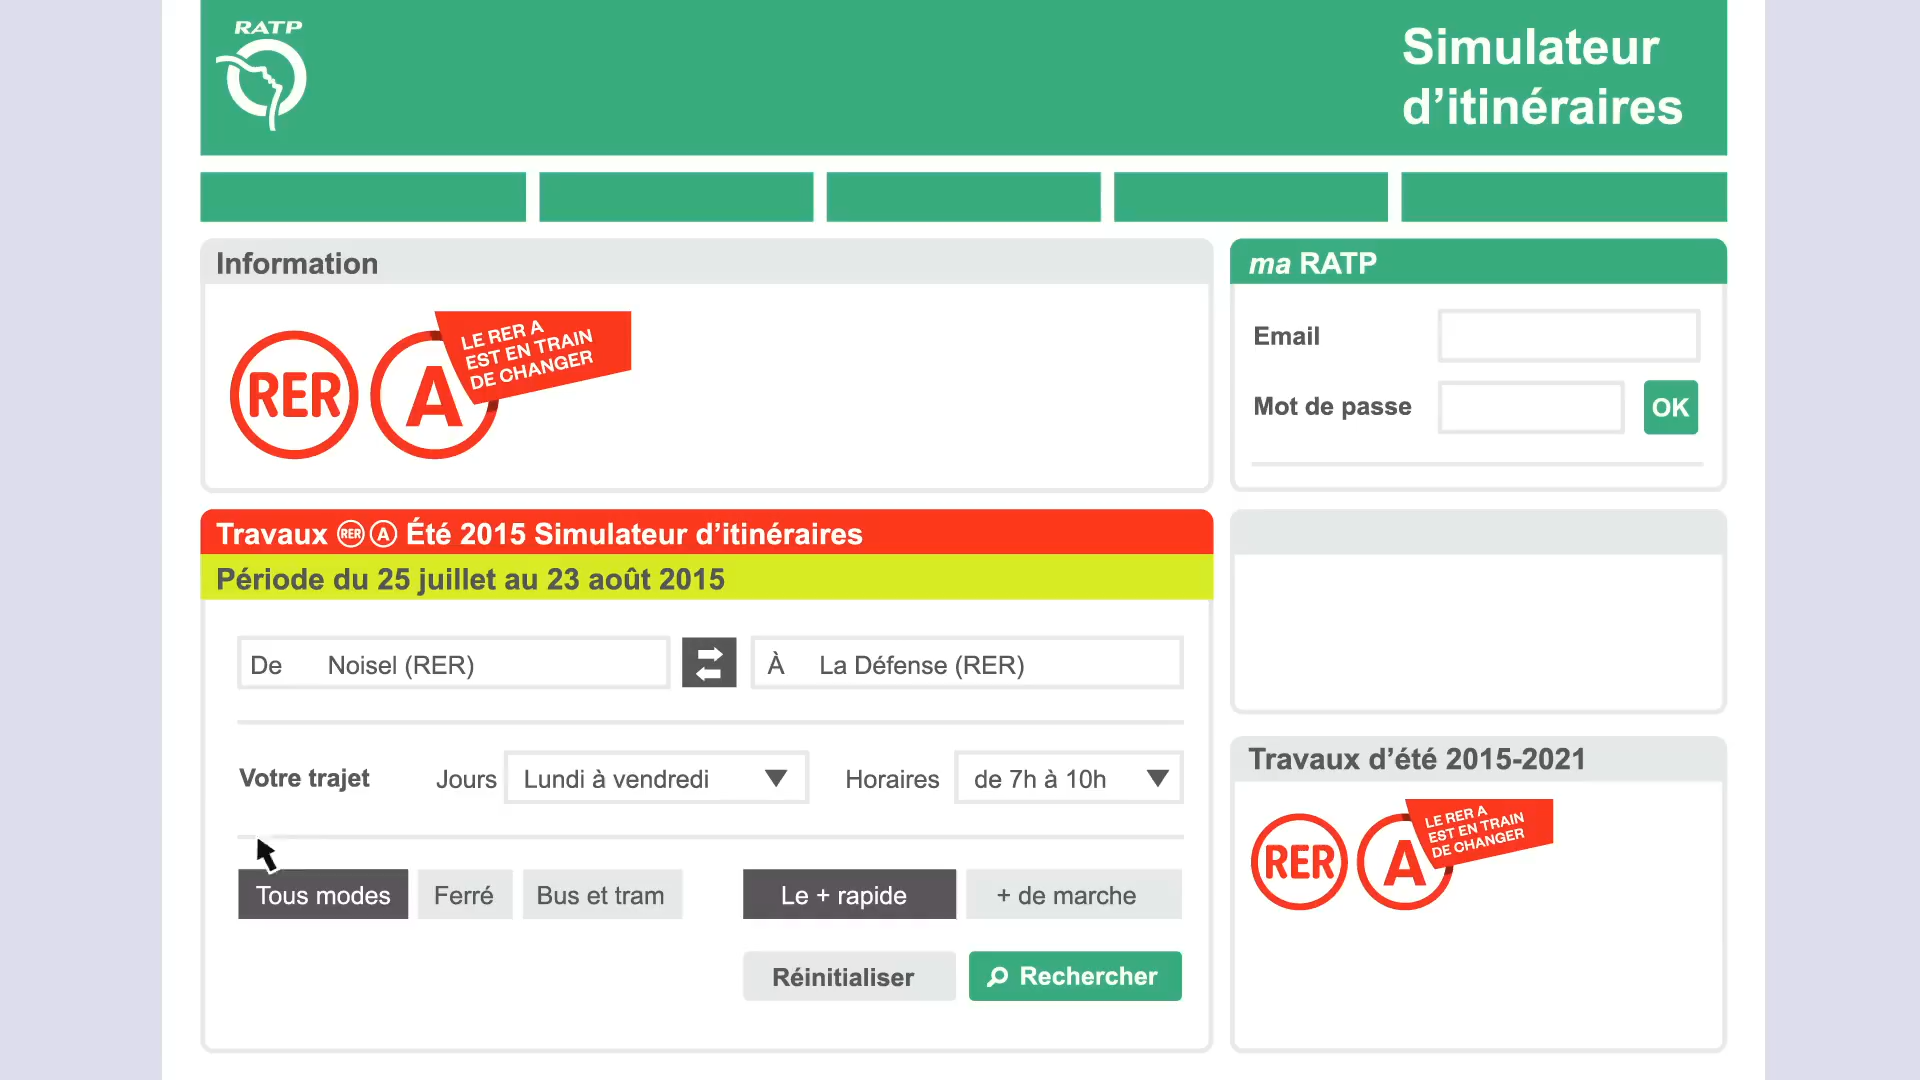 RATP
Simulateur
d’itinéraires
Information
RER A
LE RER A
EST EN TRAIN
DE CHANGER
ma RATP
Email
Mot de passe
OK
Travaux RER A Été 2015 Simulateur d’itinéraires
Période du 25 juillet au 23 août 2015
De Noisel (RER)
À La Défense (RER)
Votre trajet Jours Lundi à vendredi Horaires de 7h à 10h
Tous modes Ferré Bus et tram Le + rapide + de marche
Réinitialiser Rechercher
Travaux d’été 2015-2021
RER A
LE RER A
EST EN TRAIN
DE CHANGER